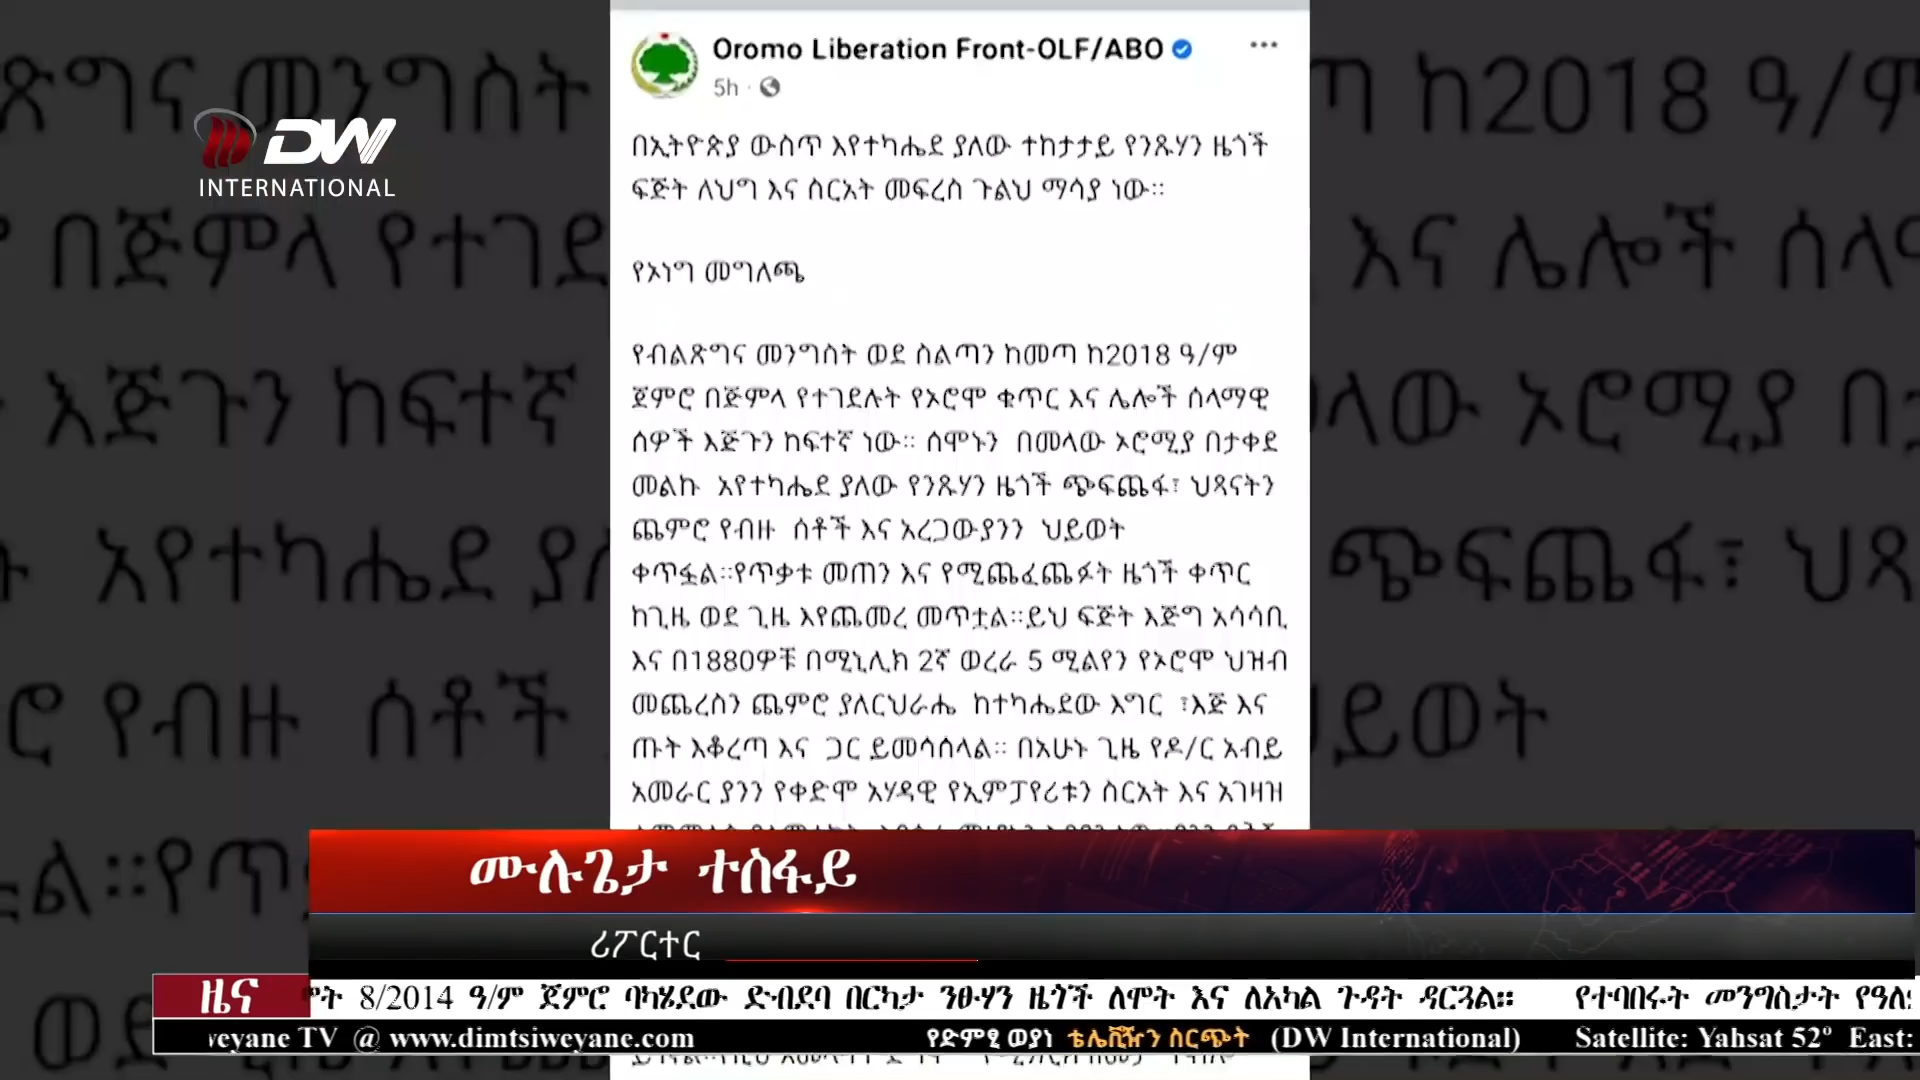 DW
INTERNATIONAL
Oromo Liberation Front-OLF/ABO
5h
በኢትዮጵያ ውስጥ እየተካሔደ ያለው ተከታታይ የንጹሃን ዜጎች
ፍጅት ለህግ እና ስርአት መፍረስ ጉልህ ማሳያ ነው።
የኦነግ መግለጫ
የብልጽግና መንግስት ወደ ስልጣን ከመጣ ከ2018 ዓ/ም
ጀምሮ በጅምላ የተገደሉት የኦሮሞ ቁጥር እና ሌሎች ሰላማዊ
ሰዎች እጅጉን ከፍተኛ ነው። ሰሞኑን በመላው ኦሮሚያ በታቀደ
መልኩ እየተካሔደ ያለው የንጹሃን ዜጎች ጭፍጨፋ፣ ህጻናትን
ጨምሮ የብዙ ሰቶች እና አረጋውያንን ህይወት
ቀጥፏል።የጥቃቱ መጠን እና የሚጨፈጨፉት ዜጎች ቀጥር
ከጊዜ ወደ ጊዜ እየጨመረ መጥቷል።ይህ ፍጅት እጅግ አሳሳቢ
እና በ1880ዎቹ በሚኒሊክ 2ኛ ወረራ 5 ሚልየን የኦሮሞ ህዝብ
መጨረስን ጨምሮ ያለርህራሔ ከተካሔደው እግር ፣እጅ እና
ጡት እቆረጣ እና ጋር ይመሳሰላል። በአሁኑ ጊዜ የዶ/ር አብይ
አመራር ያንን የቀድሞ አሃዳዊ የኢምፓየሪቱን ስርአት እና አገዛዝ
ሙሉጌታ ተስፋይ
ሪፖርተር
ዜና
8/2014 ዓ/ም ጀምሮ ባካሄደው ድብደባ በርካታ ንፁሃን ዜጎች ለሞት እና ለአካል ጉዳት ዳርጓል። የተባበሩት መንግስታት
weyane TV @ www.dimtsiweyane.com የድምፂ ወያነ ቴሌቪዥን ስርጭት (DW International) Satellite: Yahsat 52° East: